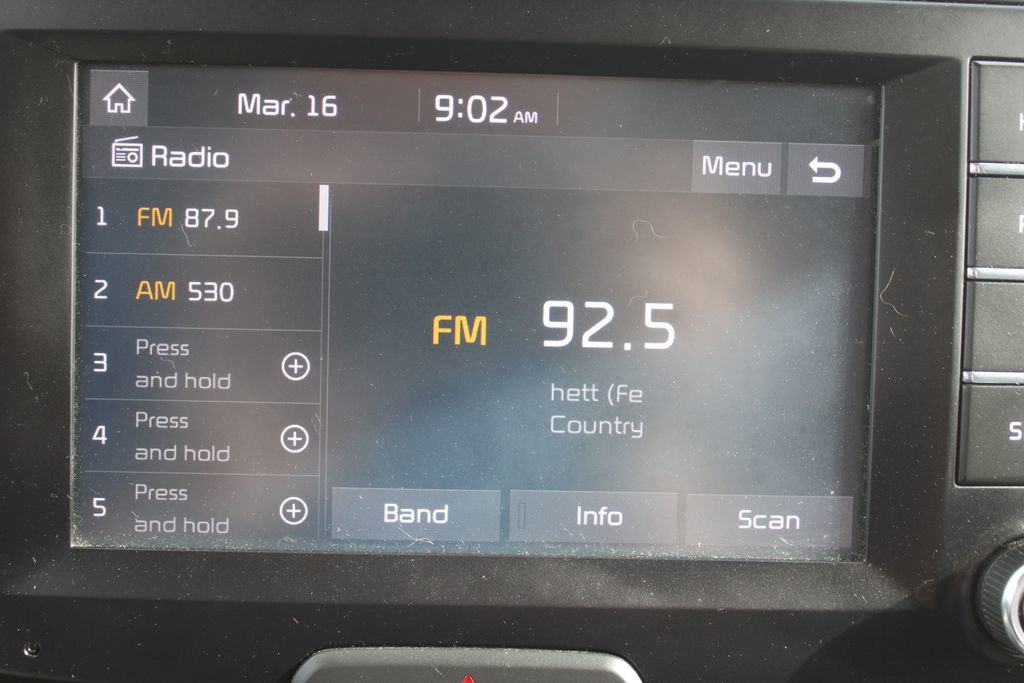 Mar. 16 9:02 AM
Radio Menu
1 FM 87.9
2 AM 530
3 Press
and hold
4 Press
and hold
5 Press
and hold
FM 92.5
hett (Fe
Country
Band Info Scan